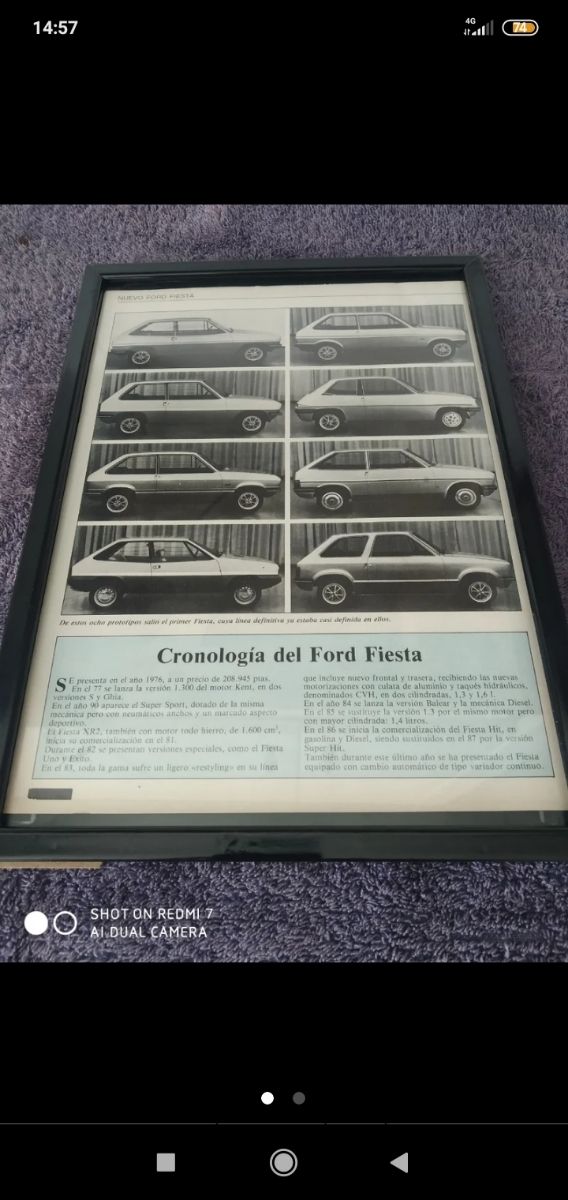 14:57
4G
74
NUEVO FORD FIESTA
De estos ocho prototipos salió el primer Fiesta, cuya línea definitiva ya estaba casi definida en ellos.
Cronología del Ford Fiesta
SE presenta en el año 1976, a un precio de 208.945 ptas.
En el 77 se lanza la versión 1.300 del motor Kent, en dos
versiones S y Ghia.
En el año 90 aparece el Super Sport, dotado de la misma
mecánica pero con neumáticos anchos y un marcado aspecto
deportivo.
El Fiesta XR2, también con motor todo hierro, de 1.600 cm³,
inicia su comercialización en el 81.
Durante el 82 se presentan versiones especiales, como el Fiesta
Uno y Exito.
En el 83, toda la gama sufre un ligero «restyling» en su línea
que incluye nuevo frontal y trasera, recibiendo las nuevas
motorizaciones con culata de aluminio y taqués hidráulicos,
denominados CVH, en dos cilindradas, 1,3 y 1,6 l.
En el año 84 se lanza la versión Balear y la mecánica Diesel.
En el 85 se sustituye la versión 1.3 por el mismo motor pero
con mayor cilindrada: 1,4 litros.
En el 86 se inicia la comercialización del Fiesta Hit, en
gasolina y Diesel, siendo sustituidos en el 87 por la versión
Super Hit.
También durante este último año se ha presentado el Fiesta
equipado con cambio automático de tipo variador continuo.
SHOT ON REDMI 7
AI DUAL CAMERA